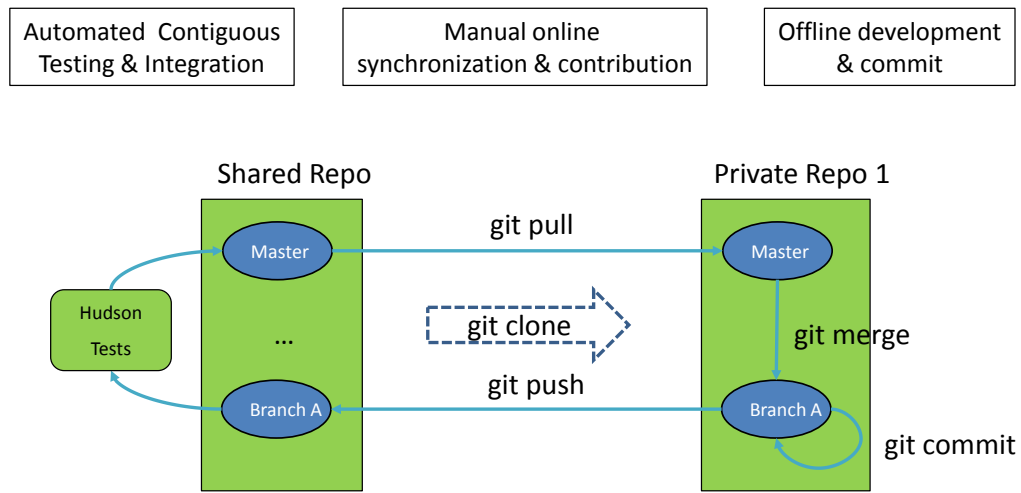 Automated  Contiguous
Testing & Integration
Manual online
synchronization & contribution
Offline development
& commit
Shared Repo
Private Repo 1
Master
git pull
Master
Hudson
Tests
...
git clone
git merge
git push
Branch A
Branch A
git commit